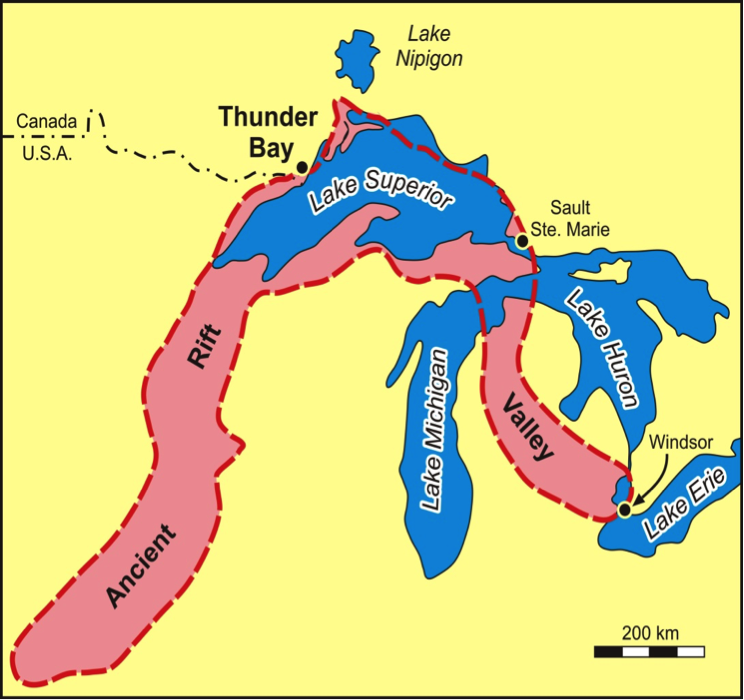 Lake
Nipigon
Canada
U.S.A.
Thunder
Bay
Lake Superior
Sault
Ste. Marie
Lake Huron
Rift
Lake Michigan
Valley
Windsor
Lake Erie
Ancient
200 km